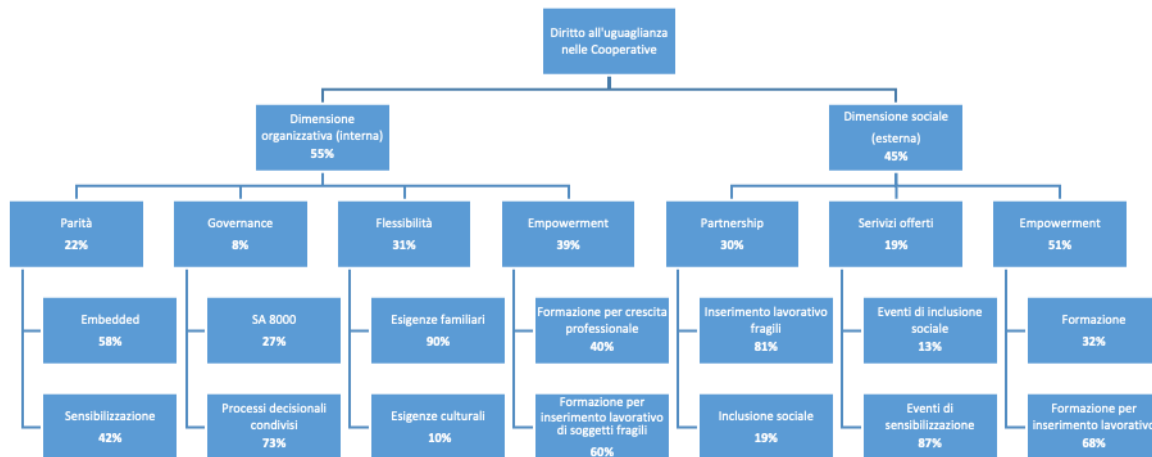 Diritto all'uguaglianza
nelle Cooperative
Dimensione
organizzativa (interna)
55%
Dimensione sociale
(esterna)
45%
Parità
22%
Governance
8%
Flessibilità
31%
Empowerment
39%
Partnership
30%
Serivizi offerti
19%
Empowerment
51%
Embedded
58%
SA 8000
27%
Esigenze familiari
90%
Formazione per crescita
professionale
40%
Inserimento lavorativo
fragili
81%
Eventi di inclusione
sociale
13%
Formazione
32%
Sensibilizzazione
42%
Processi decisionali
condivisi
73%
Esigenze culturali
10%
Formazione per
inserimento lavorativo
di soggetti fragili
60%
Inclusione sociale
19%
Eventi di
sensibilizzazione
87%
Formazione per
inserimento lavorativo
68%